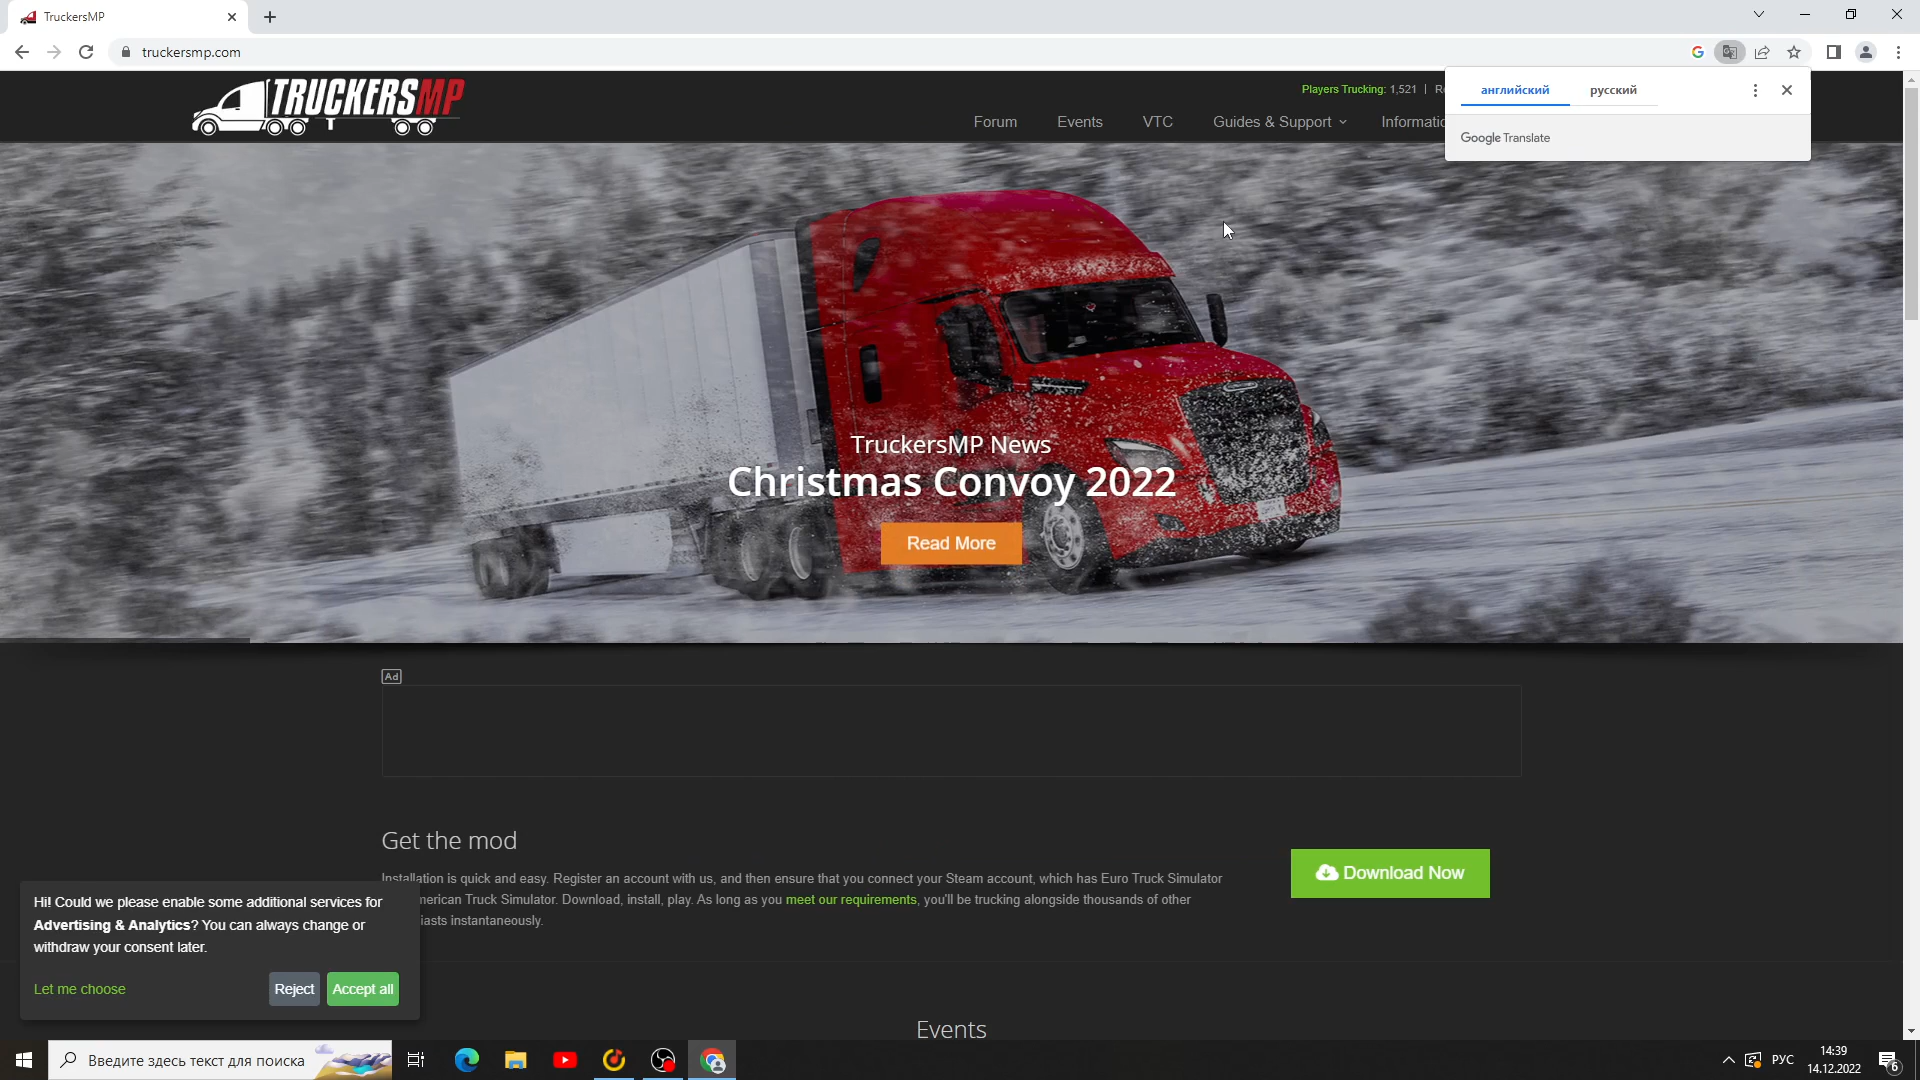 TruckersMP
truckersmp.com
TRUCKERSMP
Players Trucking: 1,521 |
Forum Events VTC Guides & Support
английский русский
Google Translate
TruckersMP News
Christmas Convoy 2022
Read More
Ad
Get the mod
Installation is quick and easy. Register an account with us, and then ensure that you connect your Steam account, which has Euro Truck Simulator
Truck Simulator. Download, install, play. As long as you meet our requirements, you'll be trucking alongside thousands of other
instantaneously.
Download Now
Hi! Could we please enable some additional services for
Advertising & Analytics? You can always change or
withdraw your consent later.
Let me choose Reject Accept all
Events
Введите здесь текст для поиска
РУС
14:39
14.12.2022
6